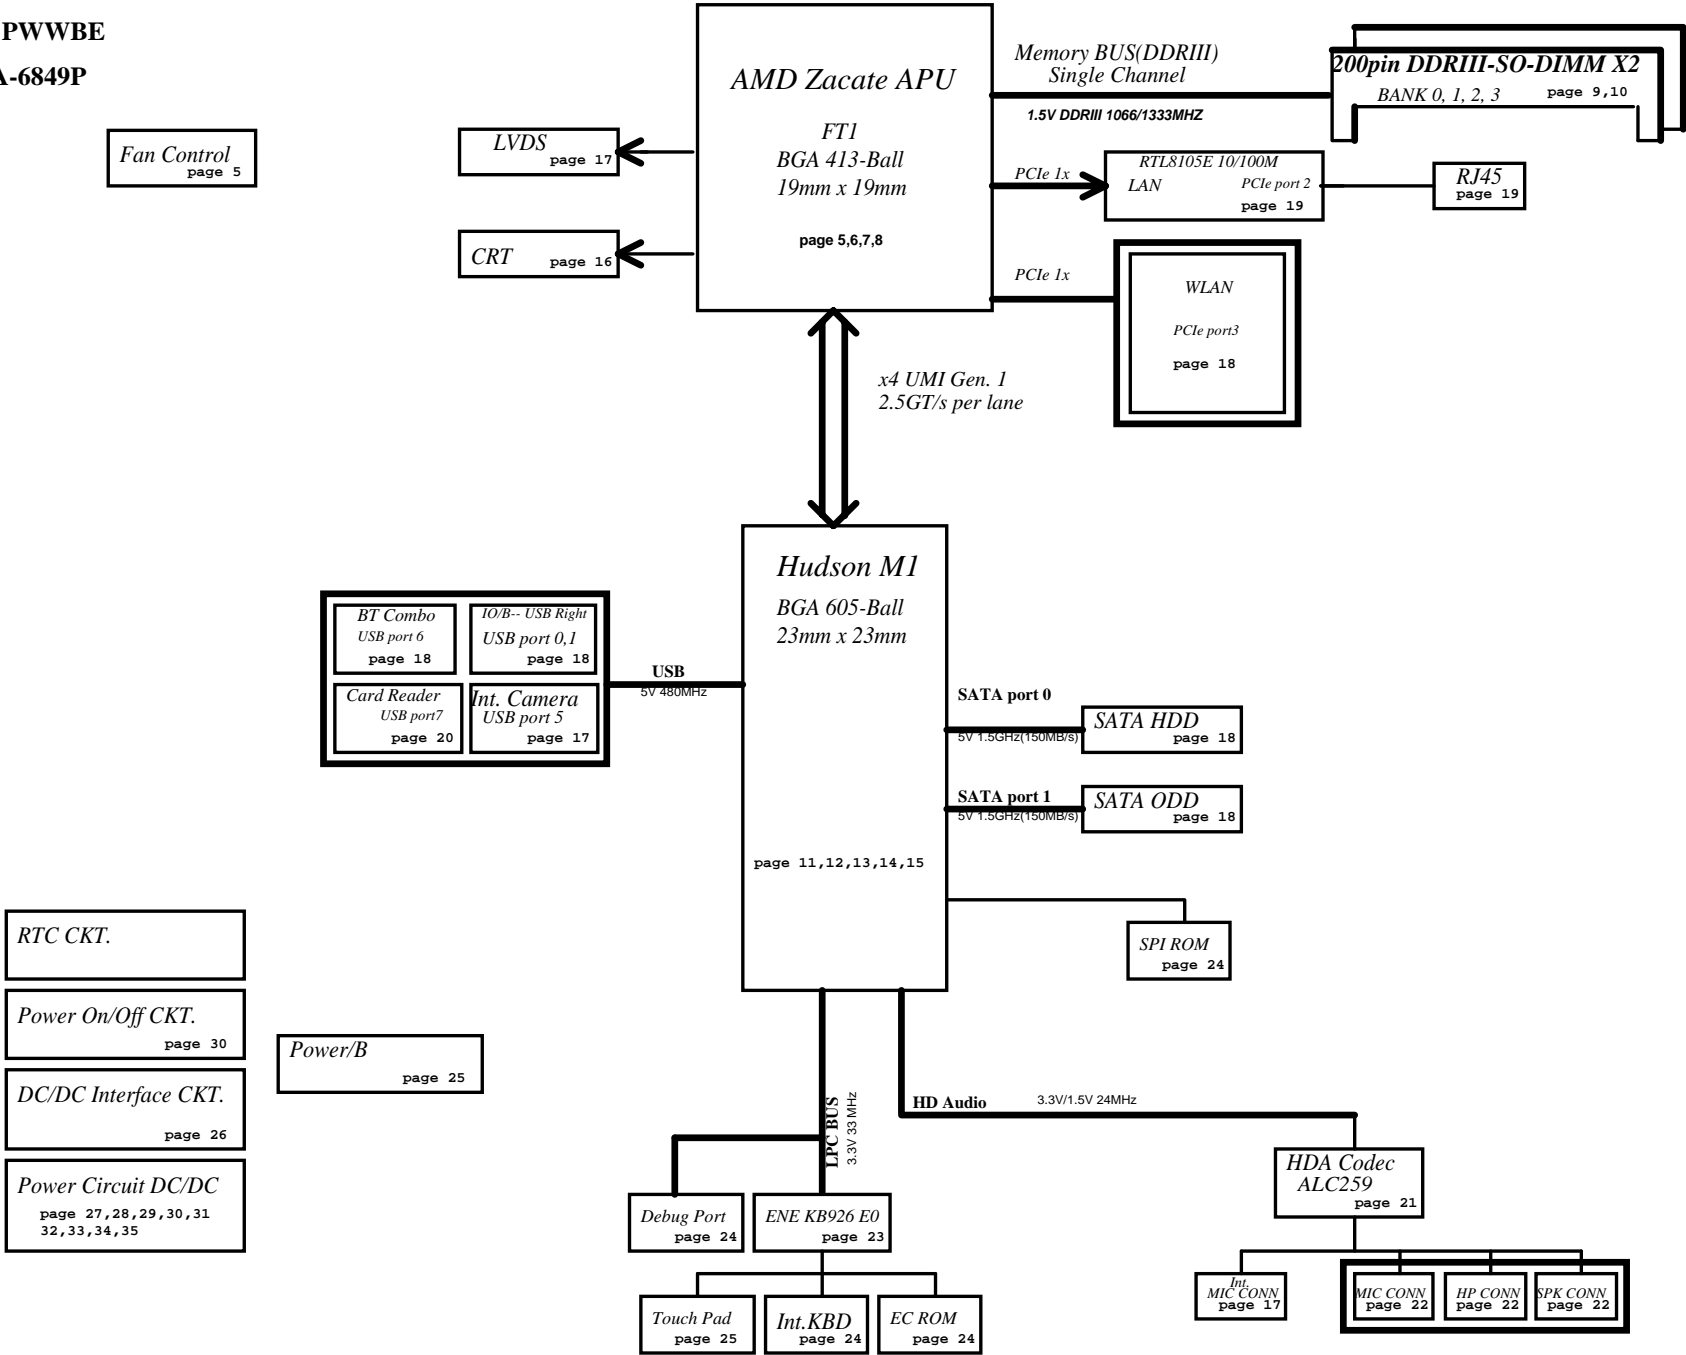 PWWBE
A-6849P
Fan Control
page 5
LVDS
page 17
CRT
page 16
AMD Zacate APU
FT1
BGA 413-Ball
19mm x 19mm
page 5,6,7,8
Memory BUS(DDRIII)
Single Channel
1.5V DDRIII 1066/1333MHZ
200pin DDRIII-SO-DIMM X2
BANK 0, 1, 2, 3
page 9,10
PCIe 1x
RTL8105E 10/100M
LAN
PCIe port 2
page 19
RJ45
page 19
PCIe 1x
WLAN
PCIe port3
page 18
x4 UMI Gen. 1
2.5GT/s per lane
Hudson M1
BGA 605-Ball
23mm x 23mm
page 11,12,13,14,15
BT Combo
USB port 6
page 18
IO/B-- USB Right
USB port 0,1
page 18
Card Reader
USB port7
page 20
Int. Camera
USB port 5
page 17
USB
5V 480MHz
SATA port 0
5V 1.5GHz(150MB/s)
SATA HDD
page 18
SATA port 1
5V 1.5GHz(150MB/s)
SATA ODD
page 18
SPI ROM
page 24
RTC CKT.
Power On/Off CKT.
page 30
DC/DC Interface CKT.
page 26
Power Circuit DC/DC
page 27,28,29,30,31
32,33,34,35
Power/B
page 25
LPC BUS
3.3V 33 MHz
HD Audio
3.3V/1.5V 24MHz
HDA Codec
ALC259
page 21
Debug Port
page 24
ENE KB926 E0
page 23
Touch Pad
page 25
Int.KBD
page 24
EC ROM
page 24
Int.
MIC CONN
page 17
MIC CONN
page 22
HP CONN
page 22
SPK CONN
page 22